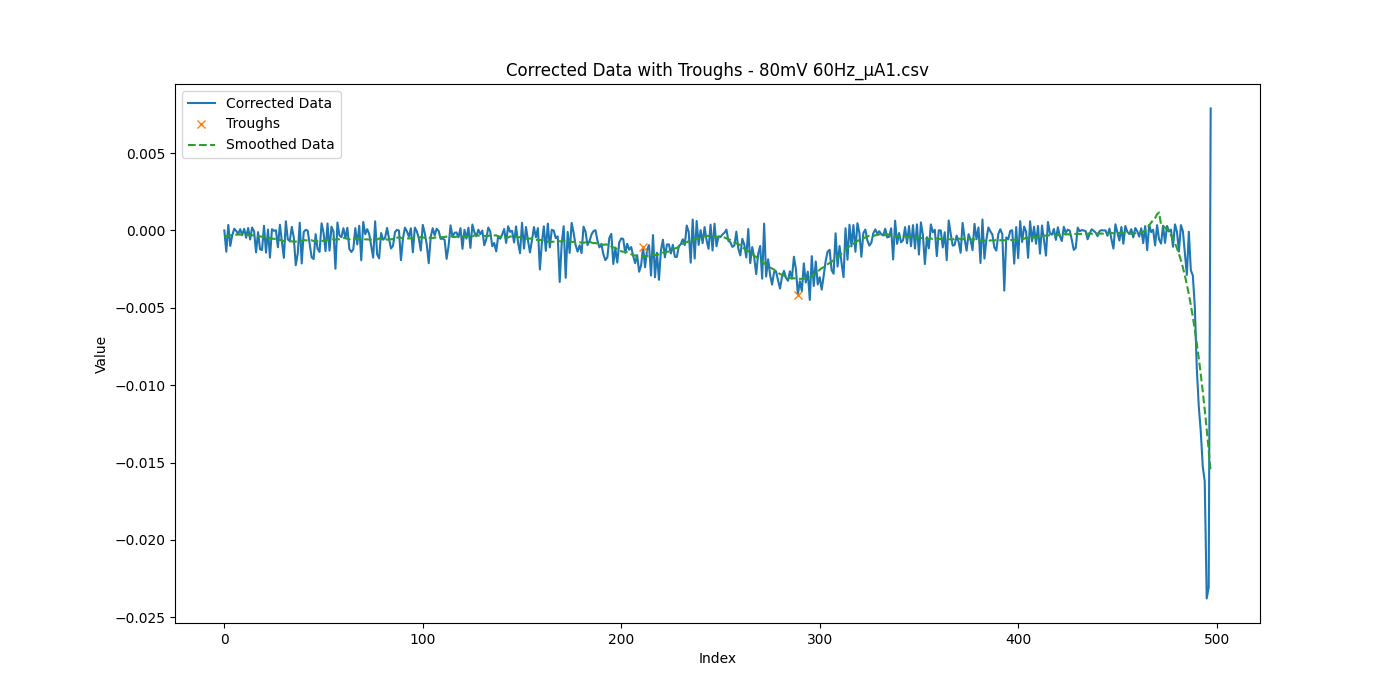 Corrected Data with Troughs - 80mV 60Hz_μA1.csv
Corrected Data
Troughs
Smoothed Data
0.005
0.000
−0.005
−0.010
−0.015
−0.020
−0.025
Value
0
100
200
300
400
500
Index